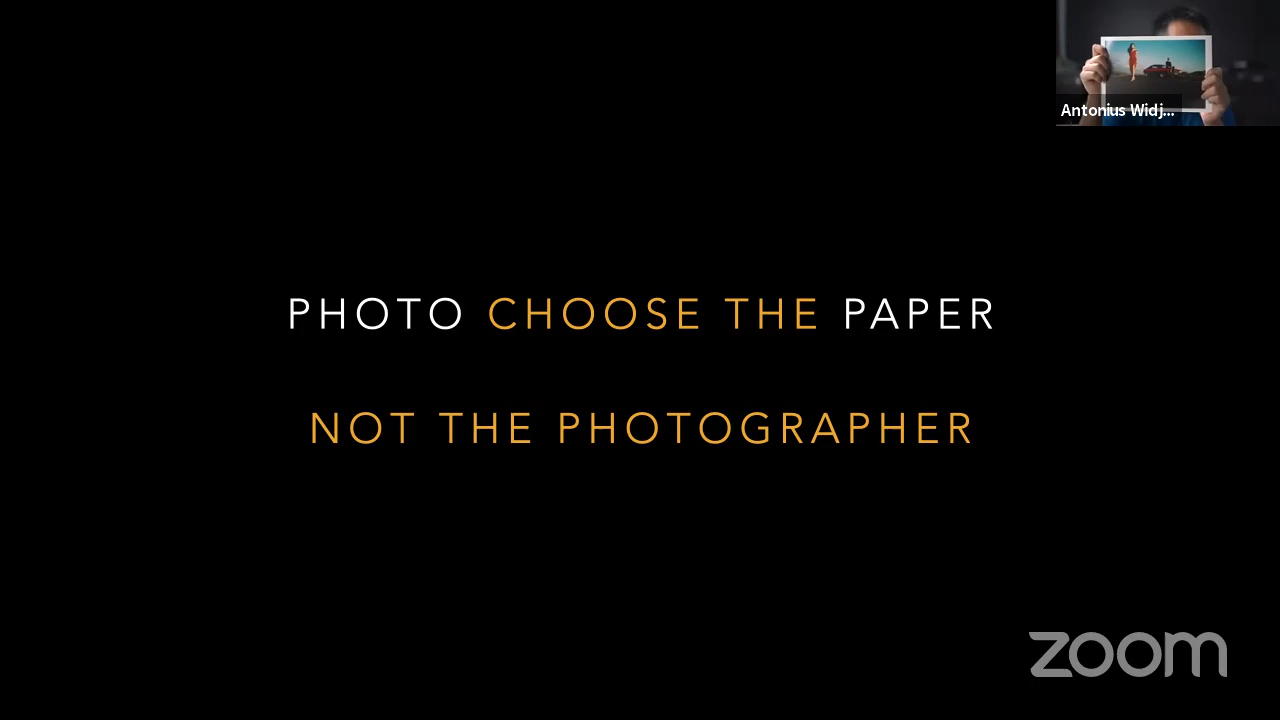 Antonius Widj...
PHOTO CHOOSE THE PAPER
NOT THE PHOTOGRAPHER
zoom